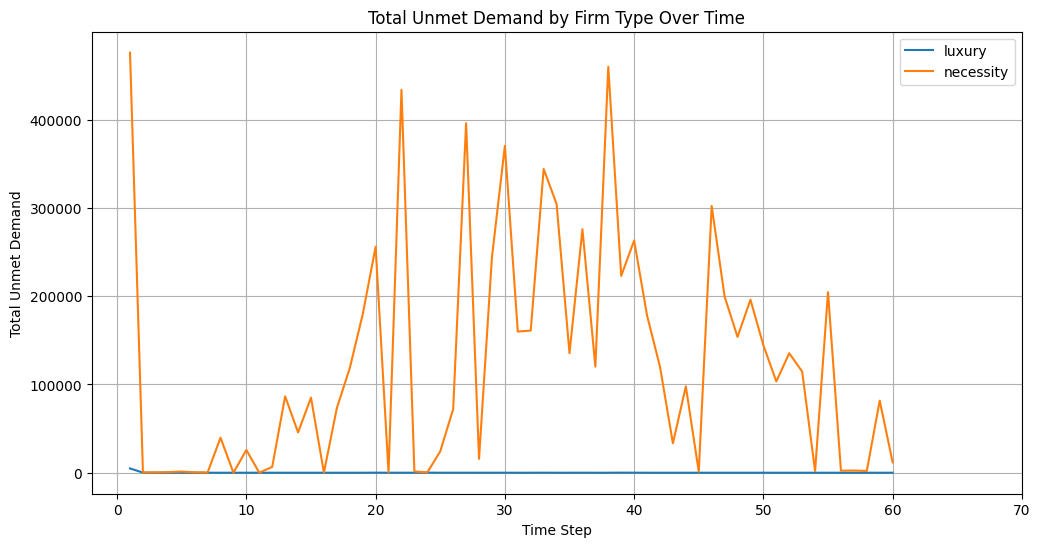 Total Unmet Demand by Firm Type Over Time
luxury
necessity
Total Unmet Demand
400000
300000
200000
100000
0
0 10 20 30 40 50 60 70
Time Step